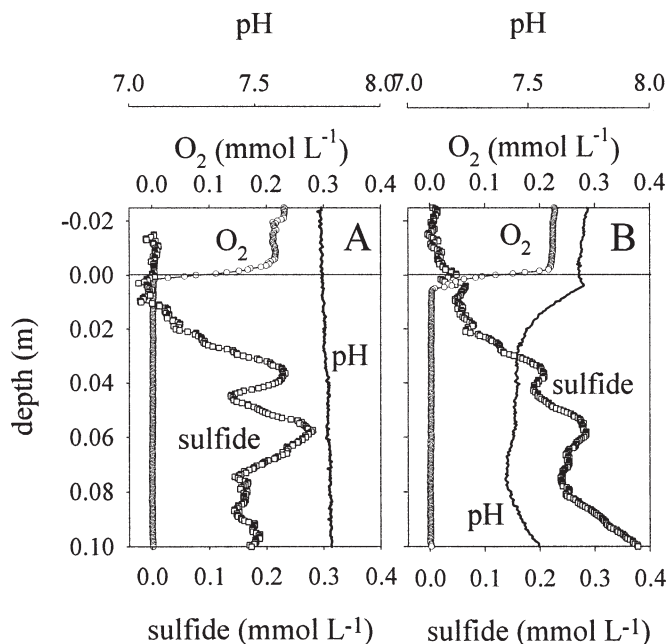 pH pH
7.0 7.5 8.0 7.0 7.5 8.0
O₂ (mmol L⁻¹) O₂ (mmol L⁻¹)
0.0 0.1 0.2 0.3 0.4 0.0 0.1 0.2 0.3 0.4
-0.02
0.00
0.02
0.04
0.06
0.08
0.10
depth (m)
O₂ A
pH
sulfide
O₂ B
sulfide
pH
0.0 0.1 0.2 0.3 0.4 0.0 0.1 0.2 0.3 0.4
sulfide (mmol L⁻¹) sulfide (mmol L⁻¹)